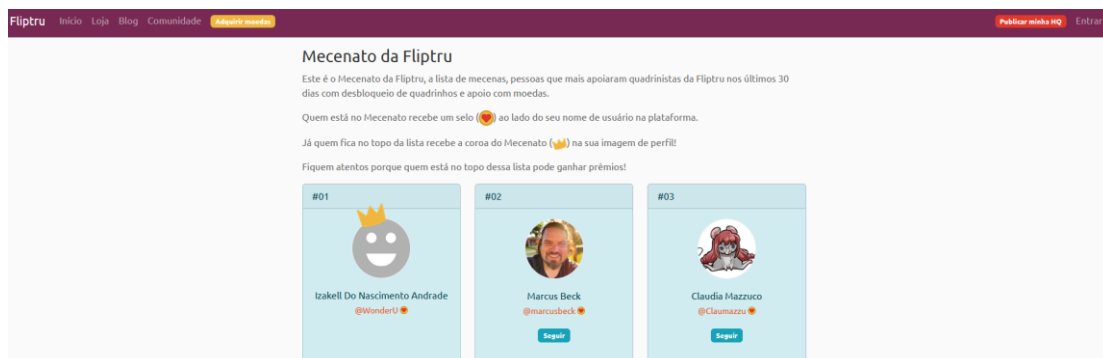 Fliptru Início Loja Blog Comunidade Adquirir moedas Publicar minha HQ Entrar
Mecenato da Fliptru
Este é o Mecenato da Fliptru, a lista de mecenas, pessoas que mais apoiaram quadrinistas da Fliptru nos últimos 30
dias com desbloqueio de quadrinhos e apoio com moedas.
Quem está no Mecenato recebe um selo () ao lado do seu nome de usuário na plataforma.
Já quem fica no topo da lista recebe a coroa do Mecenato () na sua imagem de perfil!
Fiquem atentos porque quem está no topo dessa lista pode ganhar prêmios!
#01 #02 #03
Izakell Do Nascimento Andrade Marcus Beck Claudia Mazzuco
@WonderU @marcusbeck @Claumazzu
Seguir Seguir